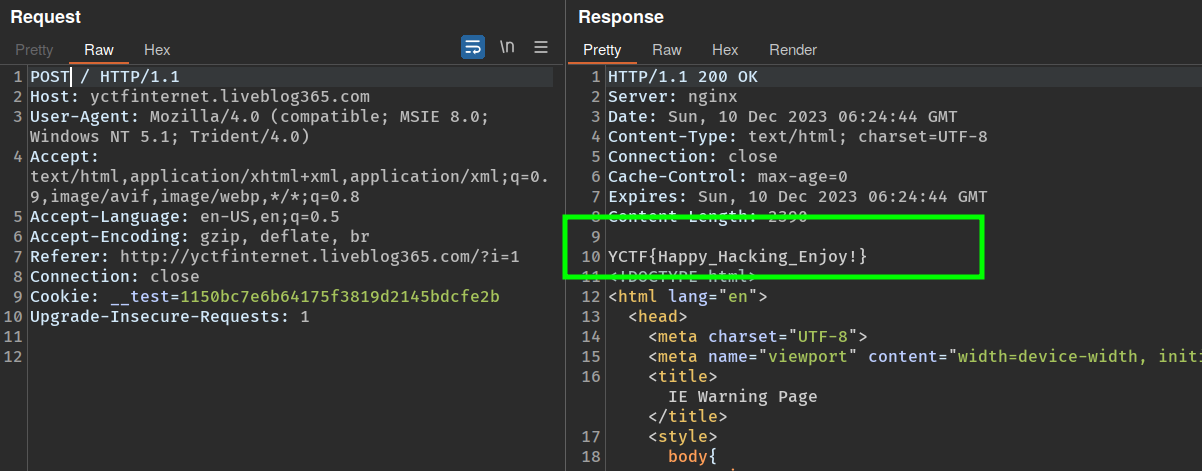 Request
Pretty Raw Hex
\n
1 POST / HTTP/1.1
2 Host: yctfinternet.liveblog365.com
3 User-Agent: Mozilla/4.0 (compatible; MSIE 8.0;
Windows NT 5.1; Trident/4.0)
4 Accept:
text/html,application/xhtml+xml,application/xml;q=0.
9,image/avif,image/webp,*/*;q=0.8
5 Accept-Language: en-US,en;q=0.5
6 Accept-Encoding: gzip, deflate, br
7 Referer: http://yctfinternet.liveblog365.com/?i=1
8 Connection: close
9 Cookie: __test=1150bc7e6b64175f3819d2145bdcfe2b
10 Upgrade-Insecure-Requests: 1
11
12
Response
Pretty Raw Hex Render
1 HTTP/1.1 200 OK
2 Server: nginx
3 Date: Sun, 10 Dec 2023 06:24:44 GMT
4 Content-Type: text/html; charset=UTF-8
5 Connection: close
6 Cache-Control: max-age=0
7 Expires: Sun, 10 Dec 2023 06:24:44 GMT
8 Content-Length: 2390
9
10 YCTF{Happy_Hacking_Enjoy!}
11 <!DOCTYPE html>
12 <html lang="en">
13 <head>
14 <meta charset="UTF-8">
15 <meta name="viewport" content="width=device-width, initi
16 <title>
IE Warning Page
</title>
17 <style>
18 body{